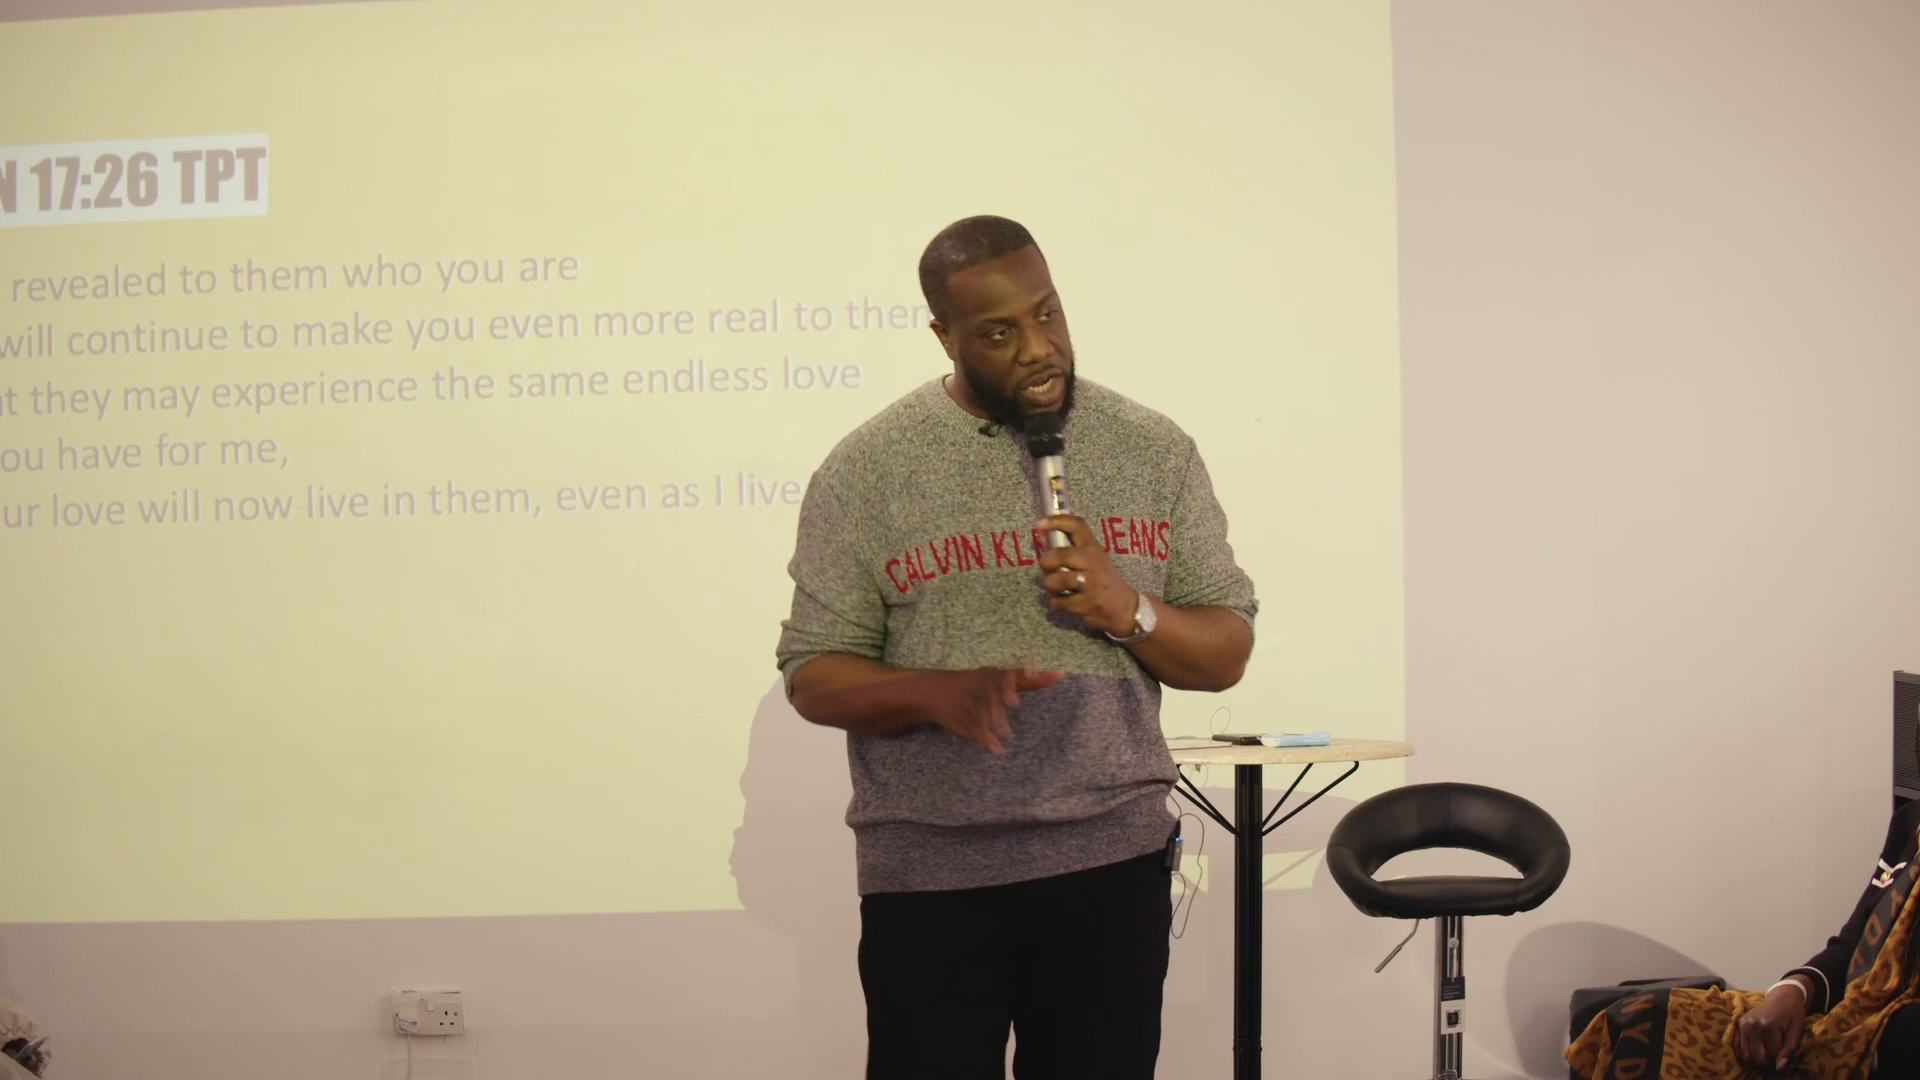 N 17:26 TPT
revealed to them who you are
will continue to make you even more real to them
t they may experience the same endless love
ou have for me,
ur love will now live in them, even as I live
CALVIN KLE JEANS
NY D